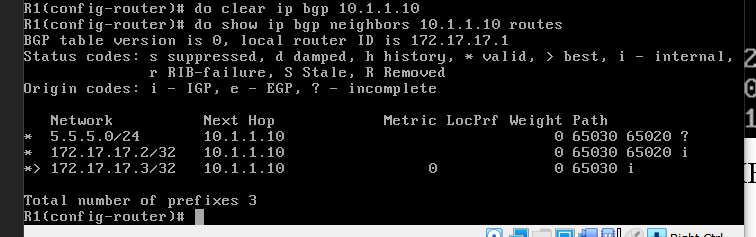 R1(config-router)# do clear ip bgp 10.1.1.10
R1(config-router)# do show ip bgp neighbors 10.1.1.10 routes
BGP table version is 0, local router ID is 172.17.17.1
Status codes: s suppressed, d damped, h history, * valid, > best, i - internal,
              r RIB-failure, S Stale, R Removed
Origin codes: i - IGP, e - EGP, ? - incomplete

   Network          Next Hop            Metric LocPrf Weight Path
*  5.5.5.0/24       10.1.1.10                              0 65030 65020 ?
*  172.17.17.2/32   10.1.1.10                              0 65030 65020 i
*> 172.17.17.3/32   10.1.1.10                0             0 65030 i

Total number of prefixes 3
R1(config-router)#
Right Ctrl